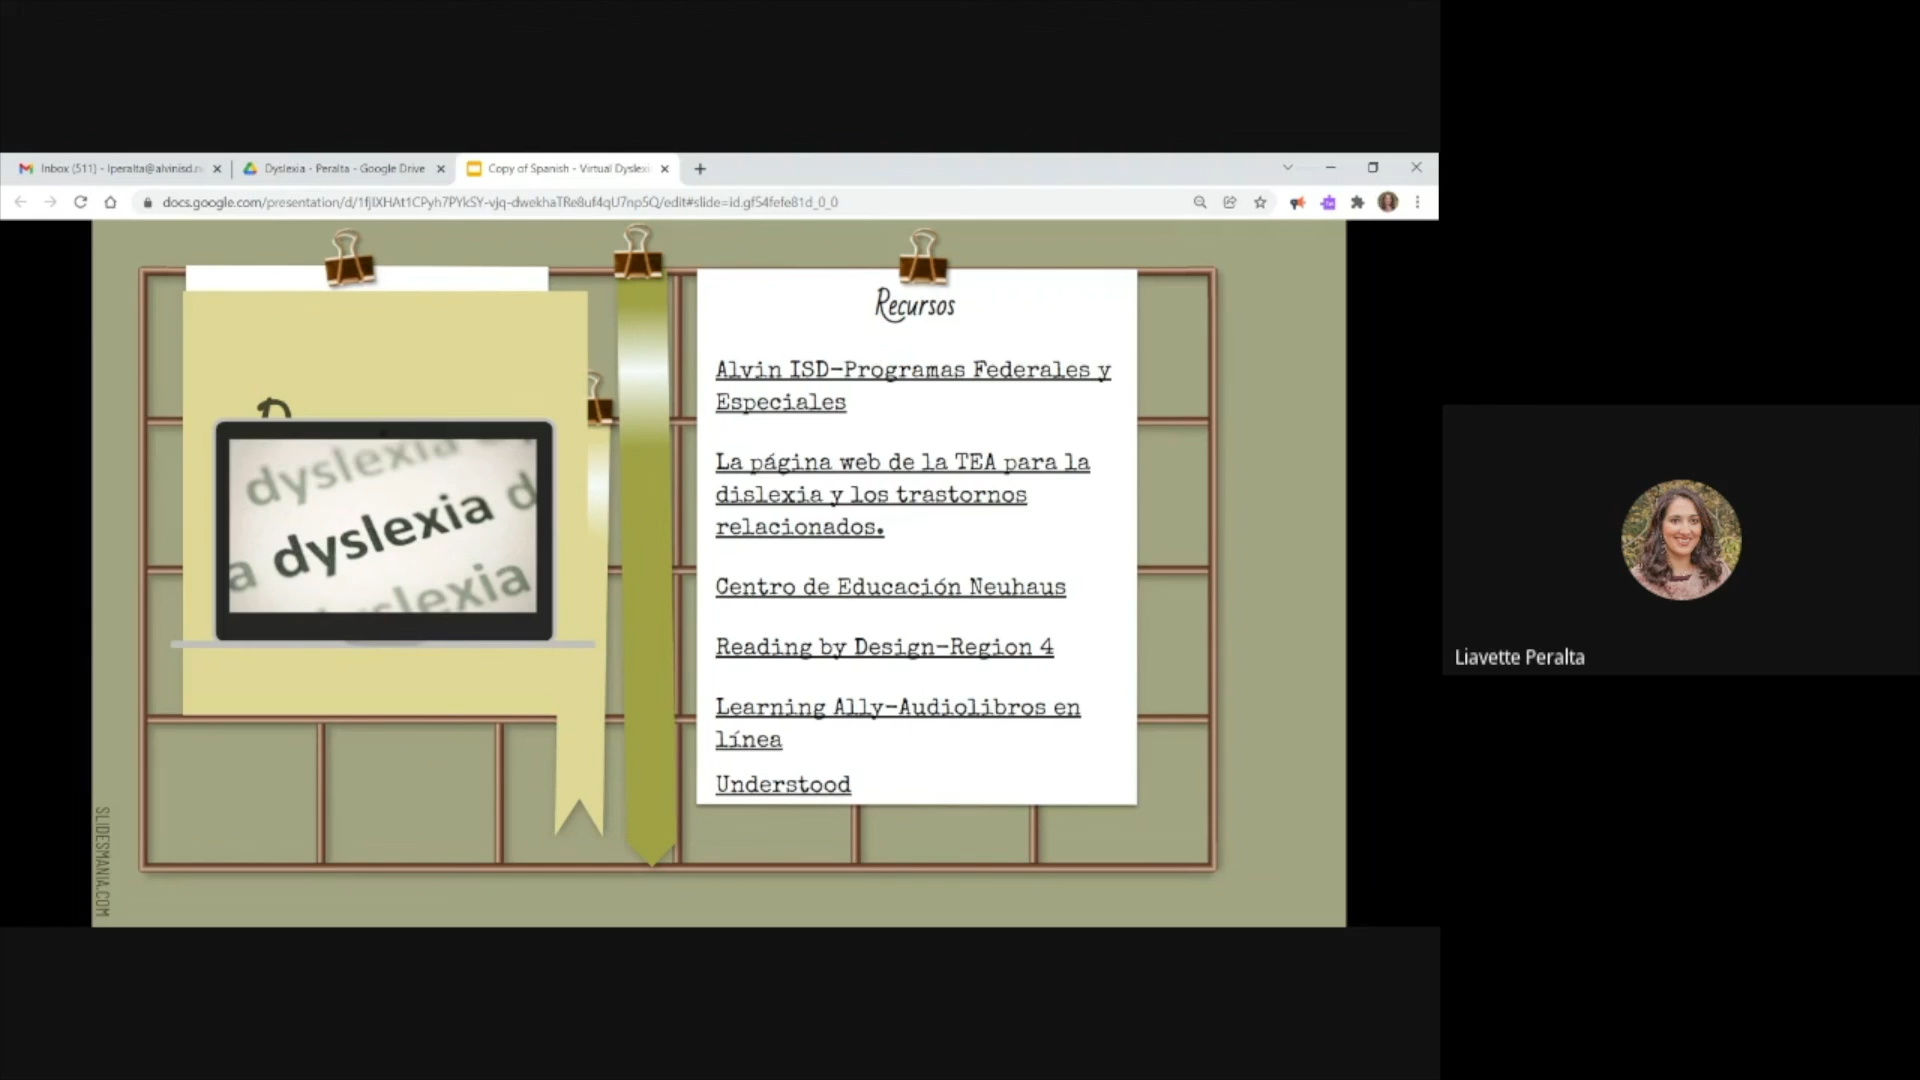 Inbox (511) - lperalta@alvinisd.n
Dyslexia - Peralta - Google Drive
Copy of Spanish - Virtual Dyslexi
docs.google.com/presentation/d/1fjIXHAt1CPyh7PYkSY-vjq-dwekhaTRe8uf4qU7np5Q/edit#slide=id.gf54fefe81d_0_0
dyslexia
dyslexia d
a dyslexia
Recursos
Alvin ISD-Programas Federales y
Especiales
La página web de la TEA para la
dislexia y los trastornos
relacionados.
Centro de Educación Neuhaus
Reading by Design-Region 4
Learning Ally-Audiolibros en
línea
Understood
SLIDESMANIA.COM
Liavette Peralta